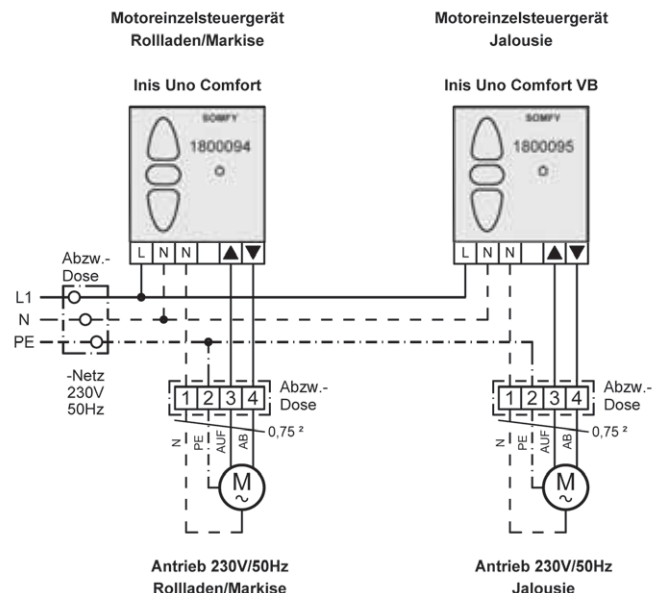 Motoreinzelsteuergerät
Rollladen/Markise
Inis Uno Comfort
SOMFY
1800094
L N N ▲ ▼
Motoreinzelsteuergerät
Jalousie
Inis Uno Comfort VB
SOMFY
1800095
L N N ▲ ▼
Abzw.-
Dose
L1
N
PE
-Netz
230V
50Hz
1 2 3 4
Abzw.-
Dose
0,75 ²
N PE AUF AB
M
~
Antrieb 230V/50Hz
Rollladen/Markise
1 2 3 4
Abzw.-
Dose
0,75 ²
N PE AUF AB
M
~
Antrieb 230V/50Hz
Jalousie